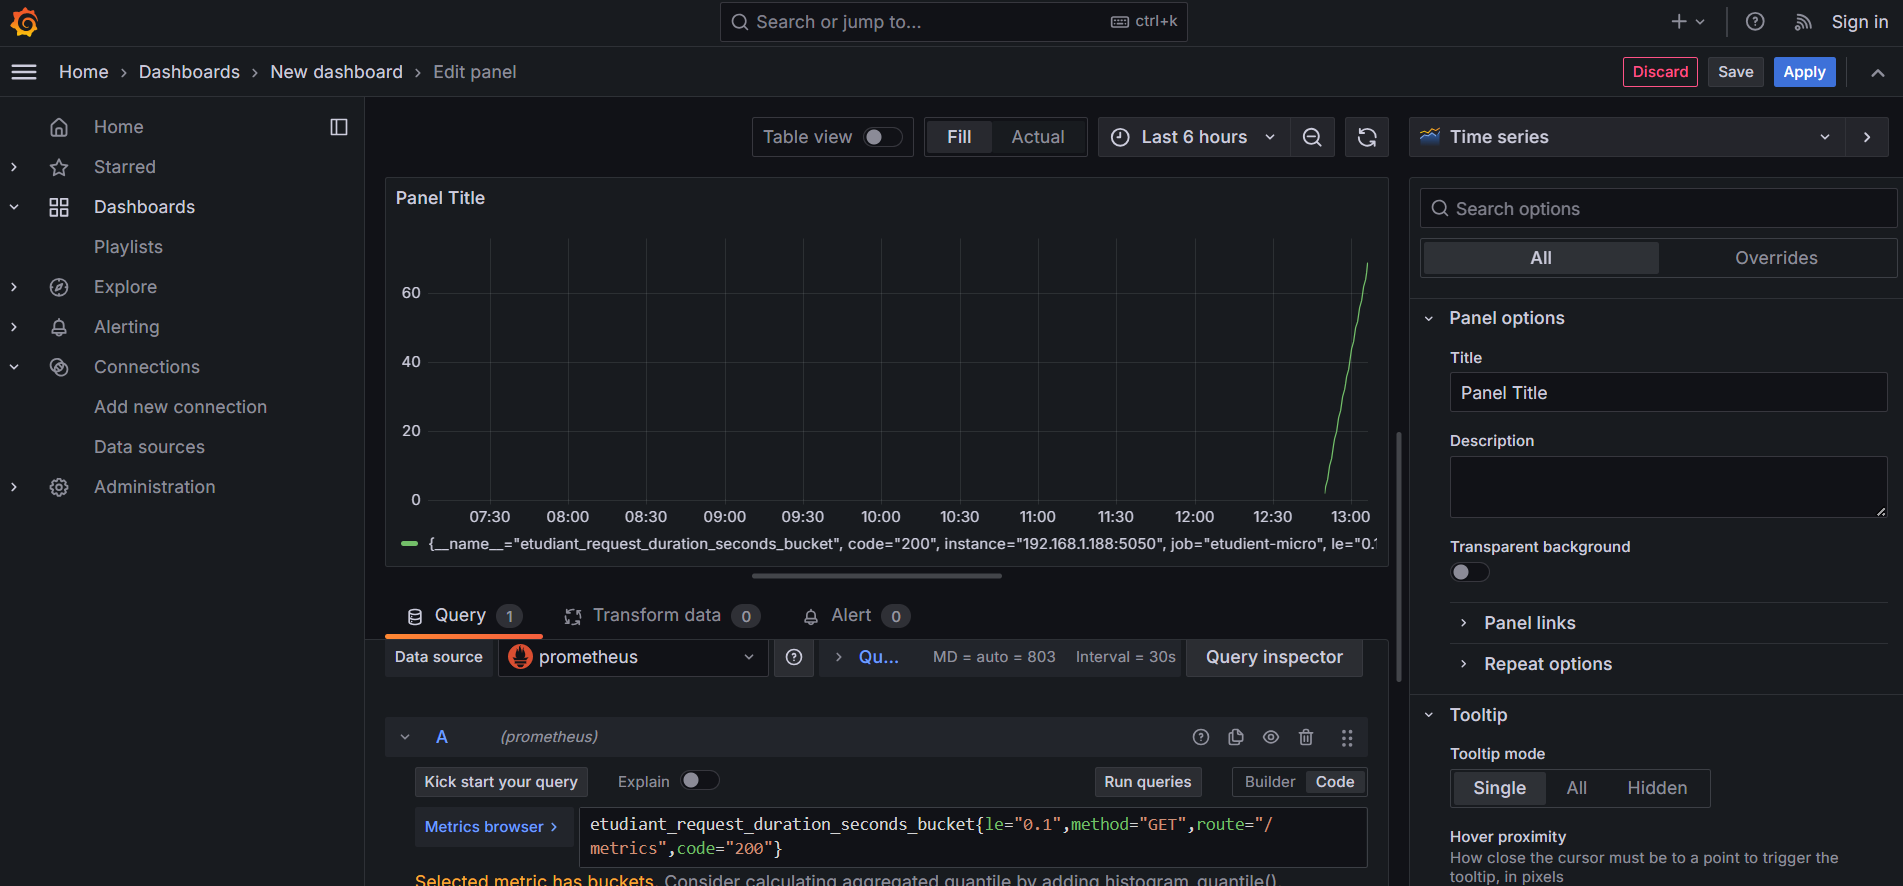 Search or jump to... ctrl+k Sign in
Home Dashboards New dashboard Edit panel Discard Save Apply
Home
Starred
Dashboards
Playlists
Explore
Alerting
Connections
Add new connection
Data sources
Administration
Table view Fill Actual Last 6 hours
Panel Title
60
40
20
0
07:30 08:00 08:30 09:00 09:30 10:00 10:30 11:00 11:30 12:00 12:30 13:00
{__name__="etudiant_request_duration_seconds_bucket", code="200", instance="192.168.1.188:5050", job="etudient-micro", le="0.1
Query 1 Transform data 0 Alert 0
Data source prometheus Qu... MD = auto = 803 Interval = 30s Query inspector
A (prometheus)
Kick start your query Explain Run queries Builder Code
Metrics browser > etudiant_request_duration_seconds_bucket{le="0.1",method="GET",route="/
metrics",code="200"}
Selected metric has buckets. Consider calculating aggregated quantile by adding histogram_quantile()
Time series
Search options
All Overrides
Panel options
Title
Panel Title
Description
Transparent background
Panel links
Repeat options
Tooltip
Tooltip mode
Single All Hidden
Hover proximity
How close the cursor must be to a point to trigger the
tooltip, in pixels